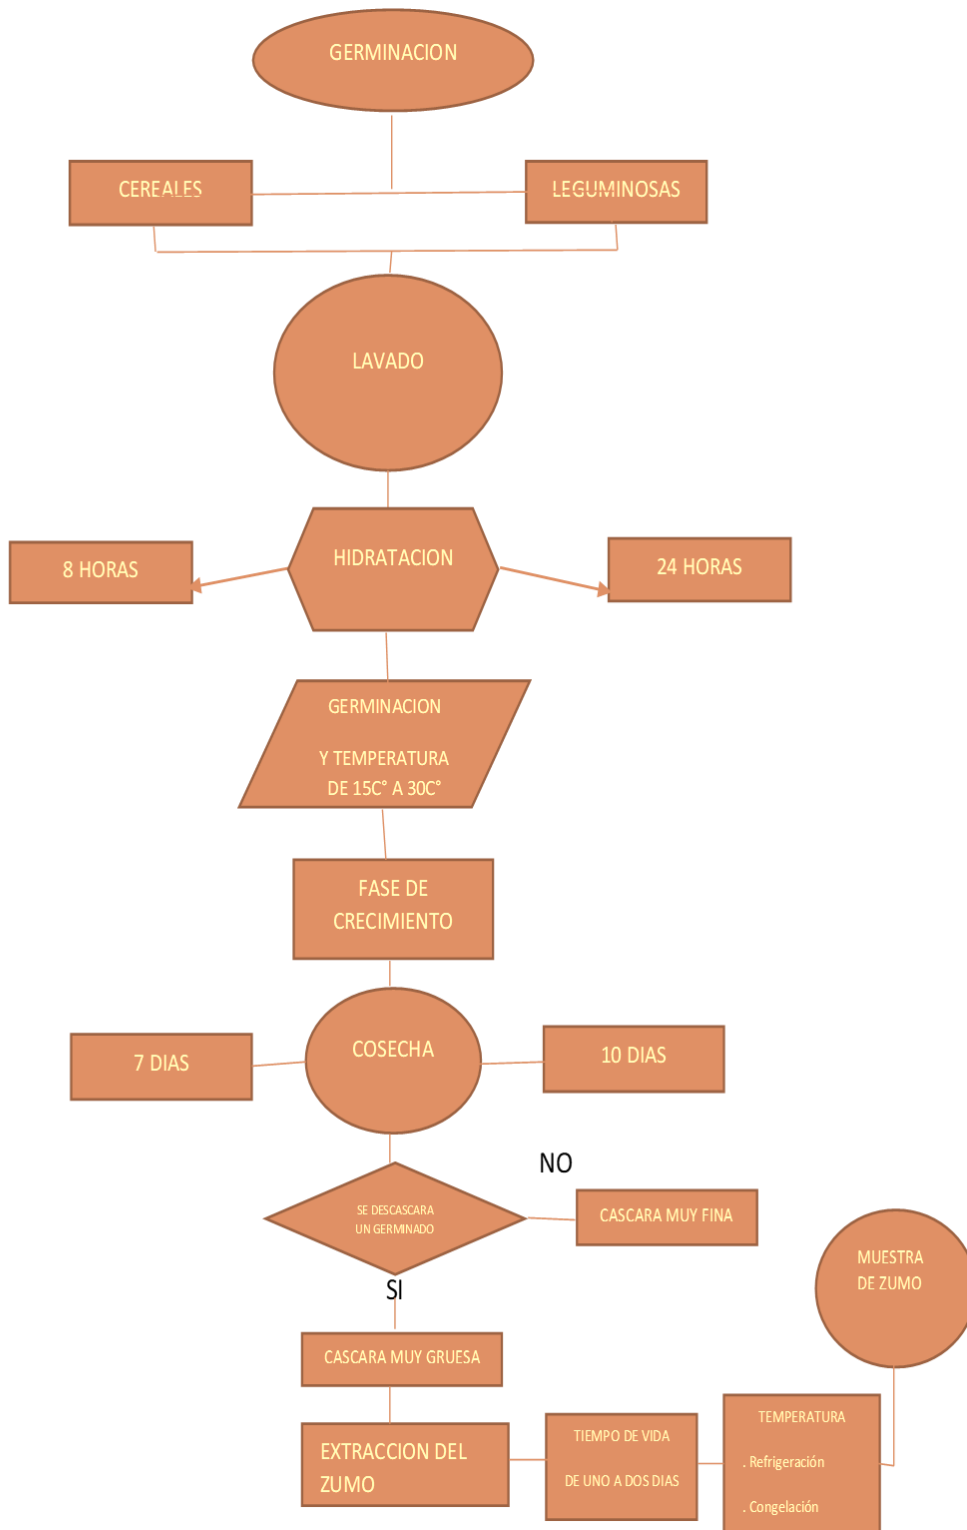 GERMINACION
CEREALES
LEGUMINOSAS
LAVADO
HIDRATACION
8 HORAS
24 HORAS
GERMINACION
Y TEMPERATURA
DE 15C° A 30C°
FASE DE
CRECIMIENTO
COSECHA
7 DIAS
10 DIAS
NO
SE DESCASCARA
UN GERMINADO
CASCARA MUY FINA
SI
CASCARA MUY GRUESA
EXTRACCION DEL
ZUMO
TIEMPO DE VIDA
DE UNO A DOS DIAS
TEMPERATURA
. Refrigeración
. Congelación
MUESTRA
DE ZUMO